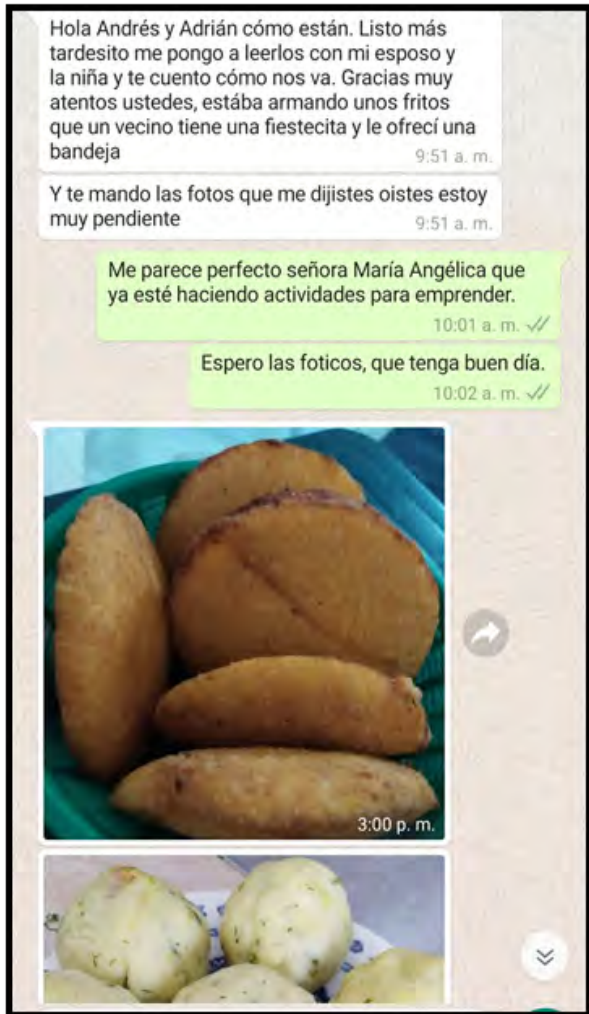 Hola Andrés y Adrián cómo están. Listo más
tardesito me pongo a leerlos con mi esposo y
la niña y te cuento cómo nos va. Gracias muy
atentos ustedes, estába armando unos fritos
que un vecino tiene una fiestecita y le ofrecí una
bandeja
9:51 a. m.
Y te mando las fotos que me dijistes oistes estoy
muy pendiente
9:51 a. m.
Me parece perfecto señora María Angélica que
ya esté haciendo actividades para emprender.
10:01 a. m.
Espero las foticos, que tenga buen día.
10:02 a. m.
3:00 p. m.